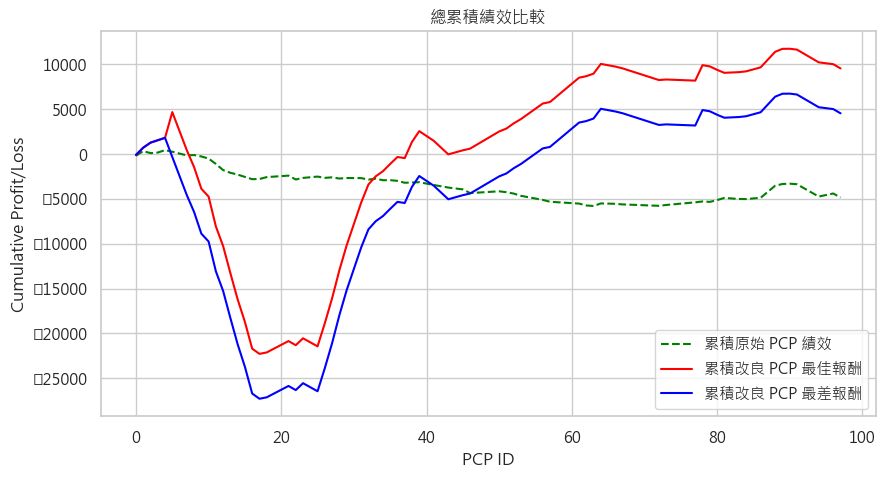 總累積績效比較
Cumulative Profit/Loss
10000
5000
0
▯5000
▯10000
▯15000
▯20000
▯25000
0
20
40
60
80
100
PCP ID
累積原始 PCP 績效
累積改良 PCP 最佳報酬
累積改良 PCP 最差報酬